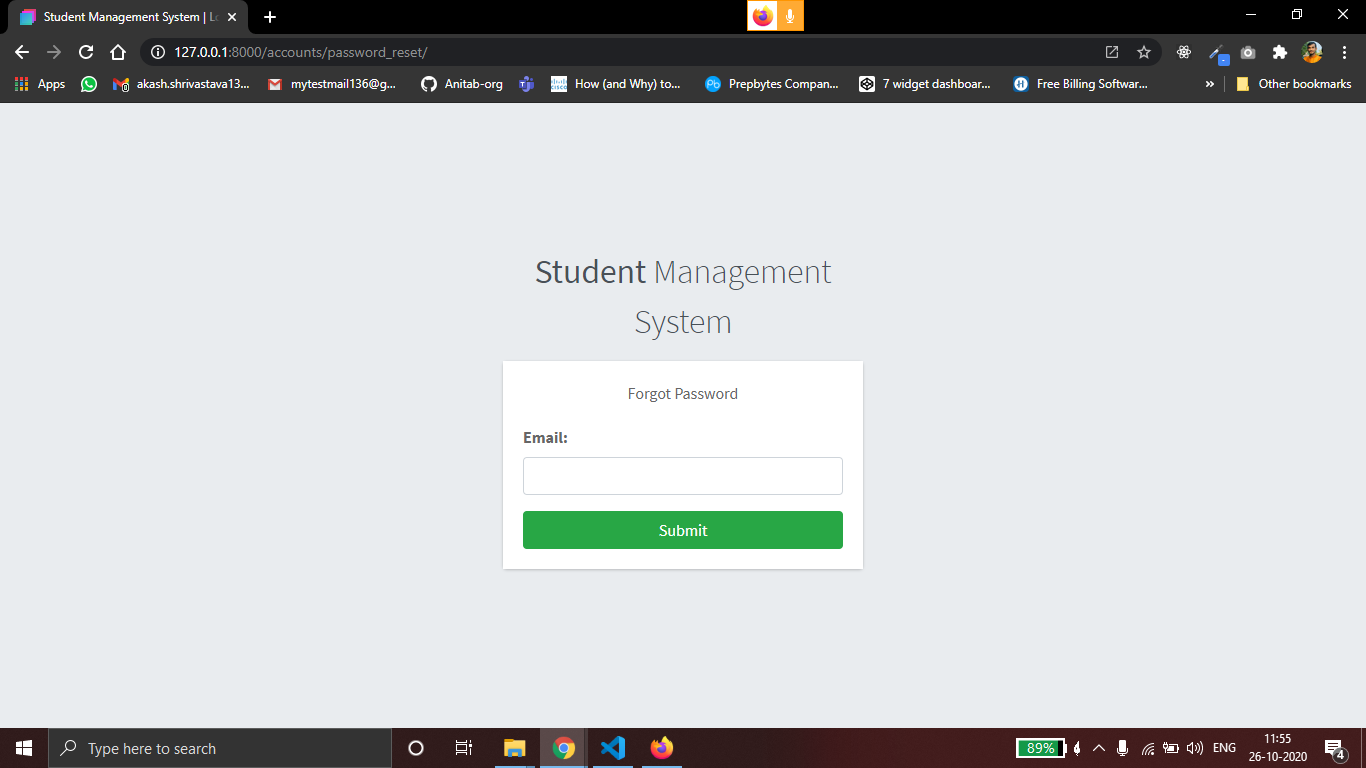 Student Management System | Lo
127.0.0.1:8000/accounts/password_reset/
Apps
akash.shrivastava13...
mytestmail136@g...
Anitab-org
How (and Why) to...
Prepbytes Compan...
7 widget dashboar...
Free Billing Softwar...
»
Other bookmarks
Student Management
System
Forgot Password
Email:
Submit
Type here to search
89%
ENG
11:55
26-10-2020
4